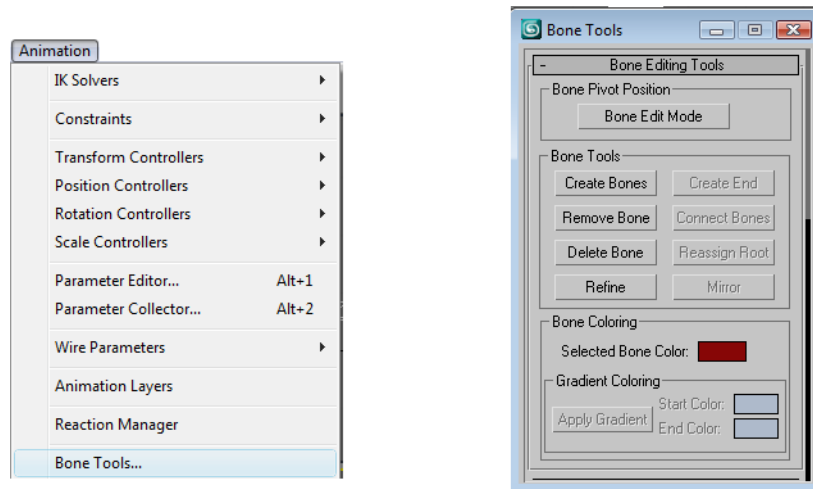 Animation
IK Solvers
Constraints
Transform Controllers
Position Controllers
Rotation Controllers
Scale Controllers
Parameter Editor... Alt+1
Parameter Collector... Alt+2
Wire Parameters
Animation Layers
Reaction Manager
Bone Tools...
Bone Tools
- Bone Editing Tools
Bone Pivot Position
Bone Edit Mode
Bone Tools
Create Bones Create End
Remove Bone Connect Bones
Delete Bone Reassign Root
Refine Mirror
Bone Coloring
Selected Bone Color:
Gradient Coloring
Apply Gradient Start Color:
End Color: